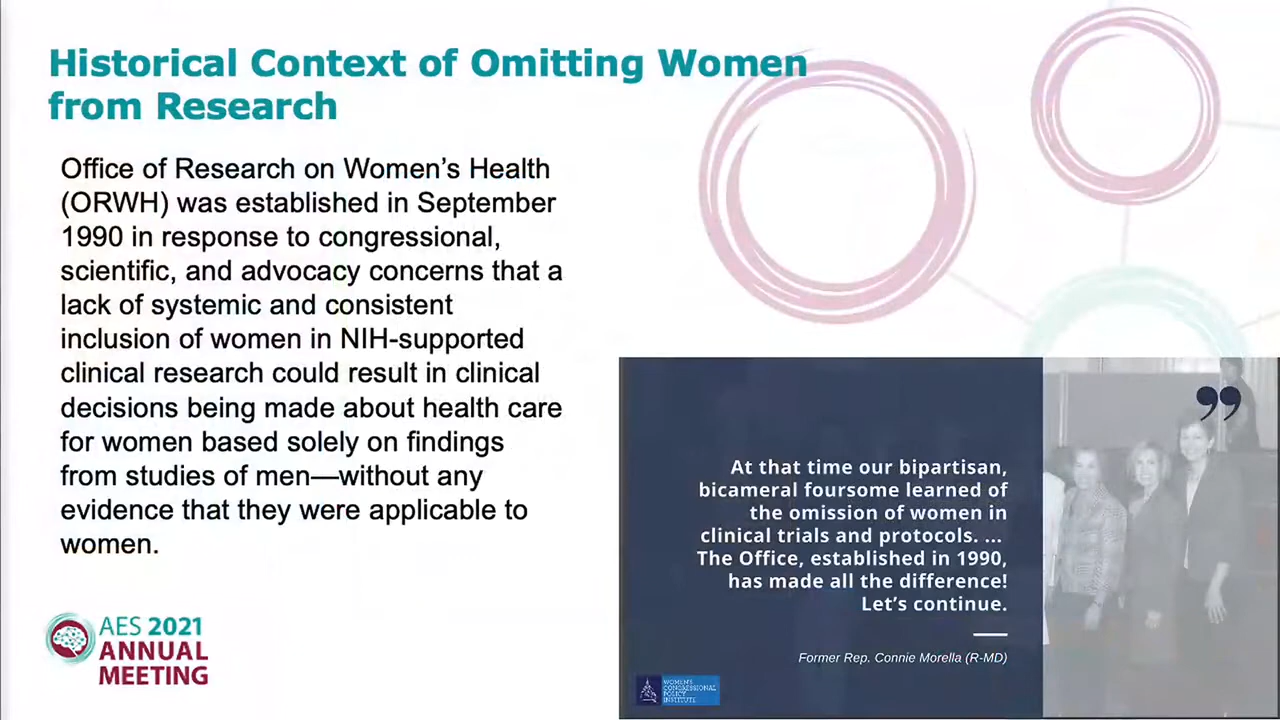 Historical Context of Omitting Women
from Research
Office of Research on Women’s Health
(ORWH) was established in September
1990 in response to congressional,
scientific, and advocacy concerns that a
lack of systemic and consistent
inclusion of women in NIH-supported
clinical research could result in clinical
decisions being made about health care
for women based solely on findings
from studies of men—without any
evidence that they were applicable to
women.
AES 2021
ANNUAL
MEETING
”
At that time our bipartisan,
bicameral foursome learned of
the omission of women in
clinical trials and protocols. ...
The Office, established in 1990,
has made all the difference!
Let’s continue.
Former Rep. Connie Morella (R-MD)
WOMEN’S
CONGRESSIONAL
POLICY
INSTITUTE